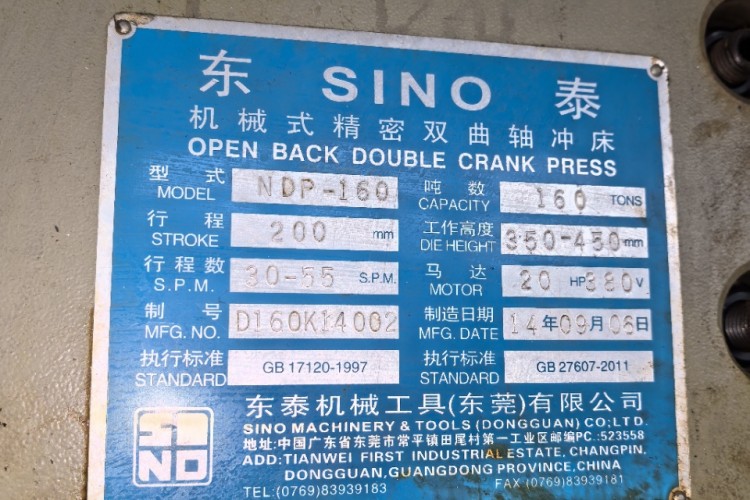 东 SINO 泰
机械式精密双曲轴冲床
OPEN BACK DOUBLE CRANK PRESS
型式 MODEL NDP-160 吨数 CAPACITY 160 TONS
行程 STROKE 200 mm 工作高度 DIE HEIGHT 350-450 mm
行程数 S.P.M. 30-55 S.P.M. 马达 MOTOR 20 HP 380 V
制号 MFG. NO. D160K14002 制造日期 MFG. DATE 14年09月06日
执行标准 STANDARD GB 17120-1997 执行标准 STANDARD GB 27607-2011
SINO
东泰机械工具(东莞)有限公司
SINO MACHINERY & TOOLS (DONGGUAN) CO;LTD.
地址:中国广东省东莞市常平镇田尾村第一工业区邮编PC.:523558
ADD: TIANWEI FIRST INDUSTRIAL ESTATE, CHANGPIN.
DONGGUAN,GUANGDONG PROVINCE,CHINA
TEL:(0769)83939183 FAX:(0769)83939181